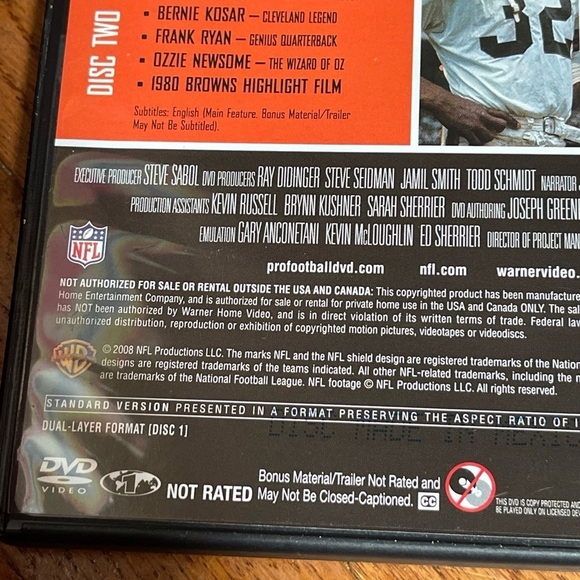 DISC TWO
• BERNIE KOSAR — CLEVELAND LEGEND
• FRANK RYAN — GENIUS QUARTERBACK
• OZZIE NEWSOME — THE WIZARD OF OZ
• 1980 BROWNS HIGHLIGHT FILM
Subtitles: English (Main Feature. Bonus Material/Trailer
May Not Be Subtitled).
32
EXECUTIVE PRODUCER STEVE SABOL DVD PRODUCERS RAY DIDINGER STEVE SEIDMAN JAMIL SMITH TODD SCHMIDT NARRATOR
PRODUCTION ASSISTANTS KEVIN RUSSELL BRYNN KUSHNER SARAH SHERRIER DVD AUTHORING JOSEPH GREEN
EMULATION GARY ANCONETANI KEVIN McLOUGHLIN ED SHERRIER DIRECTOR OF PROJECT MAN
NFL
profootballdvd.com nfl.com warnervideo.
NOT AUTHORIZED FOR SALE OR RENTAL OUTSIDE THE USA AND CANADA: This copyrighted product has been manufacture
Home Entertainment Company, and is authorized for sale or rental for private home use in the USA and Canada ONLY. The sal
has NOT been authorized by Warner Home Video, and is in direct violation of its written terms of trade. Federal law
unauthorized distribution, reproduction or exhibition of copyrighted motion pictures, videotapes or videodiscs.
WB
© 2008 NFL Productions LLC. The marks NFL and the NFL shield design are registered trademarks of the Nation
designs are registered trademarks of the teams indicated. All other NFL-related trademarks, including the n
are trademarks of the National Football League. NFL footage © NFL Productions LLC. All rights reserved.
STANDARD VERSION PRESENTED IN A FORMAT PRESERVING THE ASPECT RATIO OF I
DUAL-LAYER FORMAT [DISC 1]
DISC MADE IN MEXICO
DVD
VIDEO
1
NOT RATED
Bonus Material/Trailer Not Rated and
May Not be Closed-Captioned. CC
THIS DVD IS COPY PROTECTED AND
BE PLAYED ONLY ON LICENSED DEV